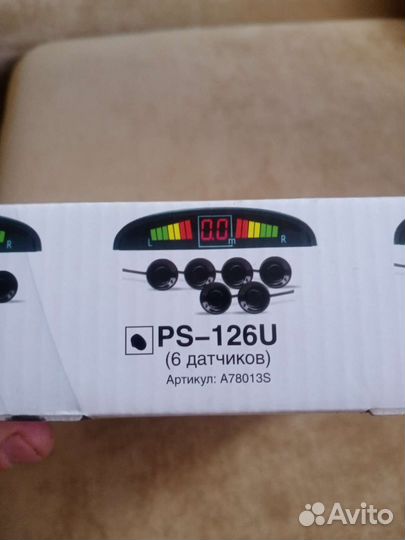 R
L 0.0 m R
PS-126U
(6 датчиков)
Артикул: A78013S
Avito